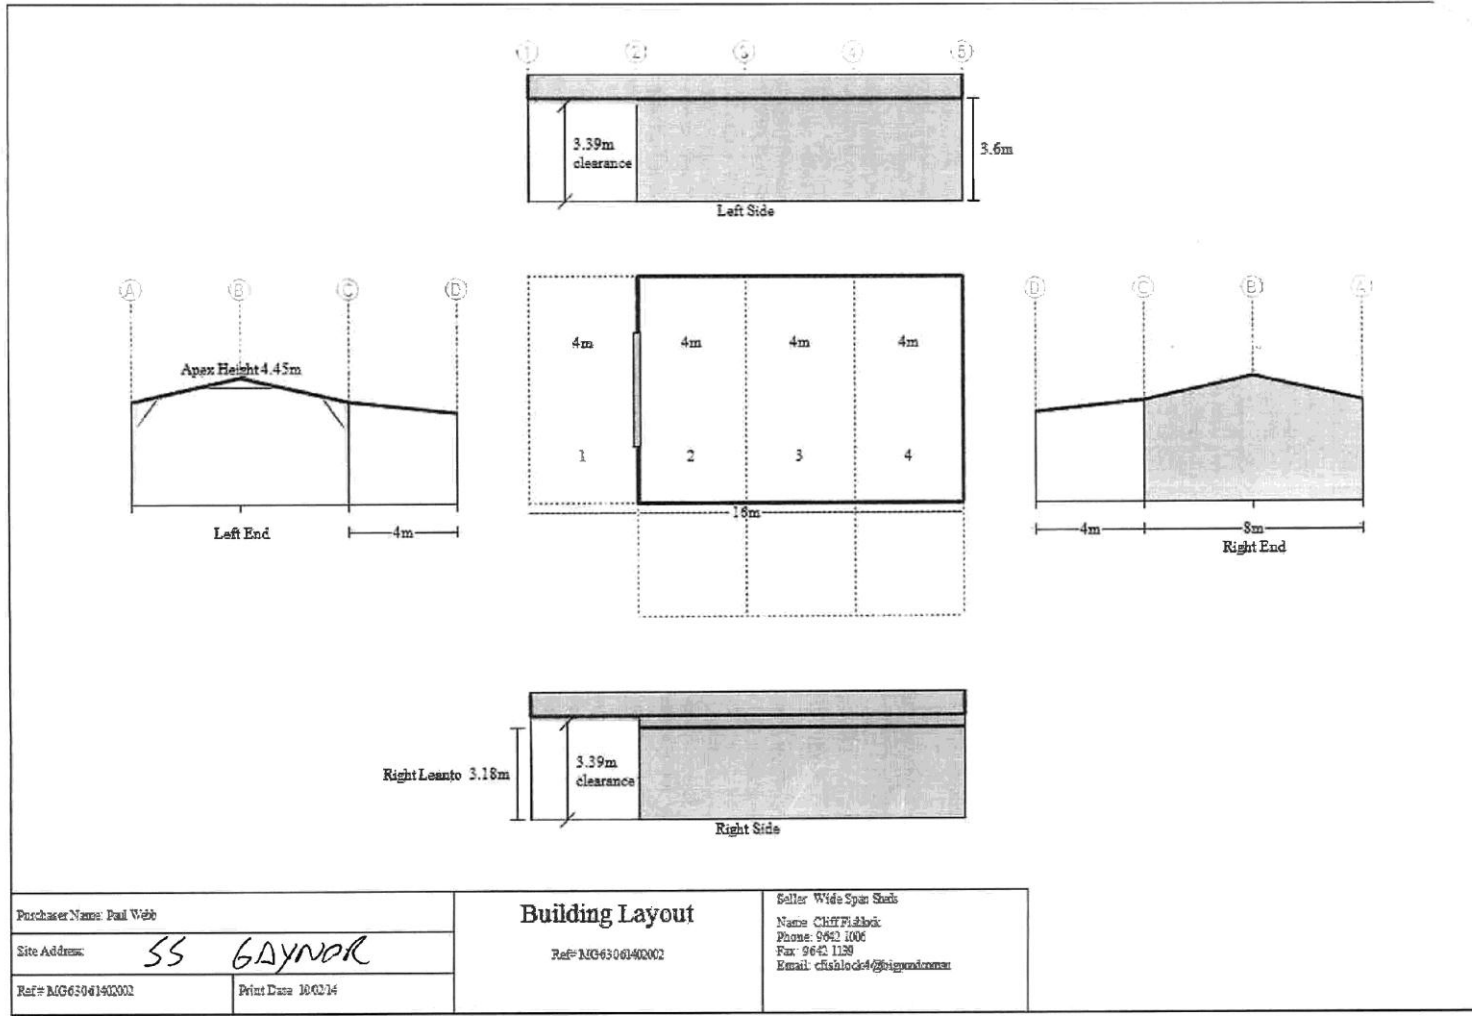 1 2 3 4 5
3.39m
clearance
3.6m
Left Side
A B C D
Apex Height 4.45m
Left End
4m
4m 4m 4m 4m
1 2 3 4
16m
D C B A
4m 8m
Right End
Right Leanto 3.18m
3.39m
clearance
Right Side
Purchaser Name: Paul Webb
Site Address: 55 GAYNOR
Ref# MG63061402002
Print Date 10/02/14
Building Layout
Ref# MG63061402002
Seller Wide Span Sheds
Name Cliff Fishlock
Phone: 9642 1006
Fax: 9642 1139
Email: